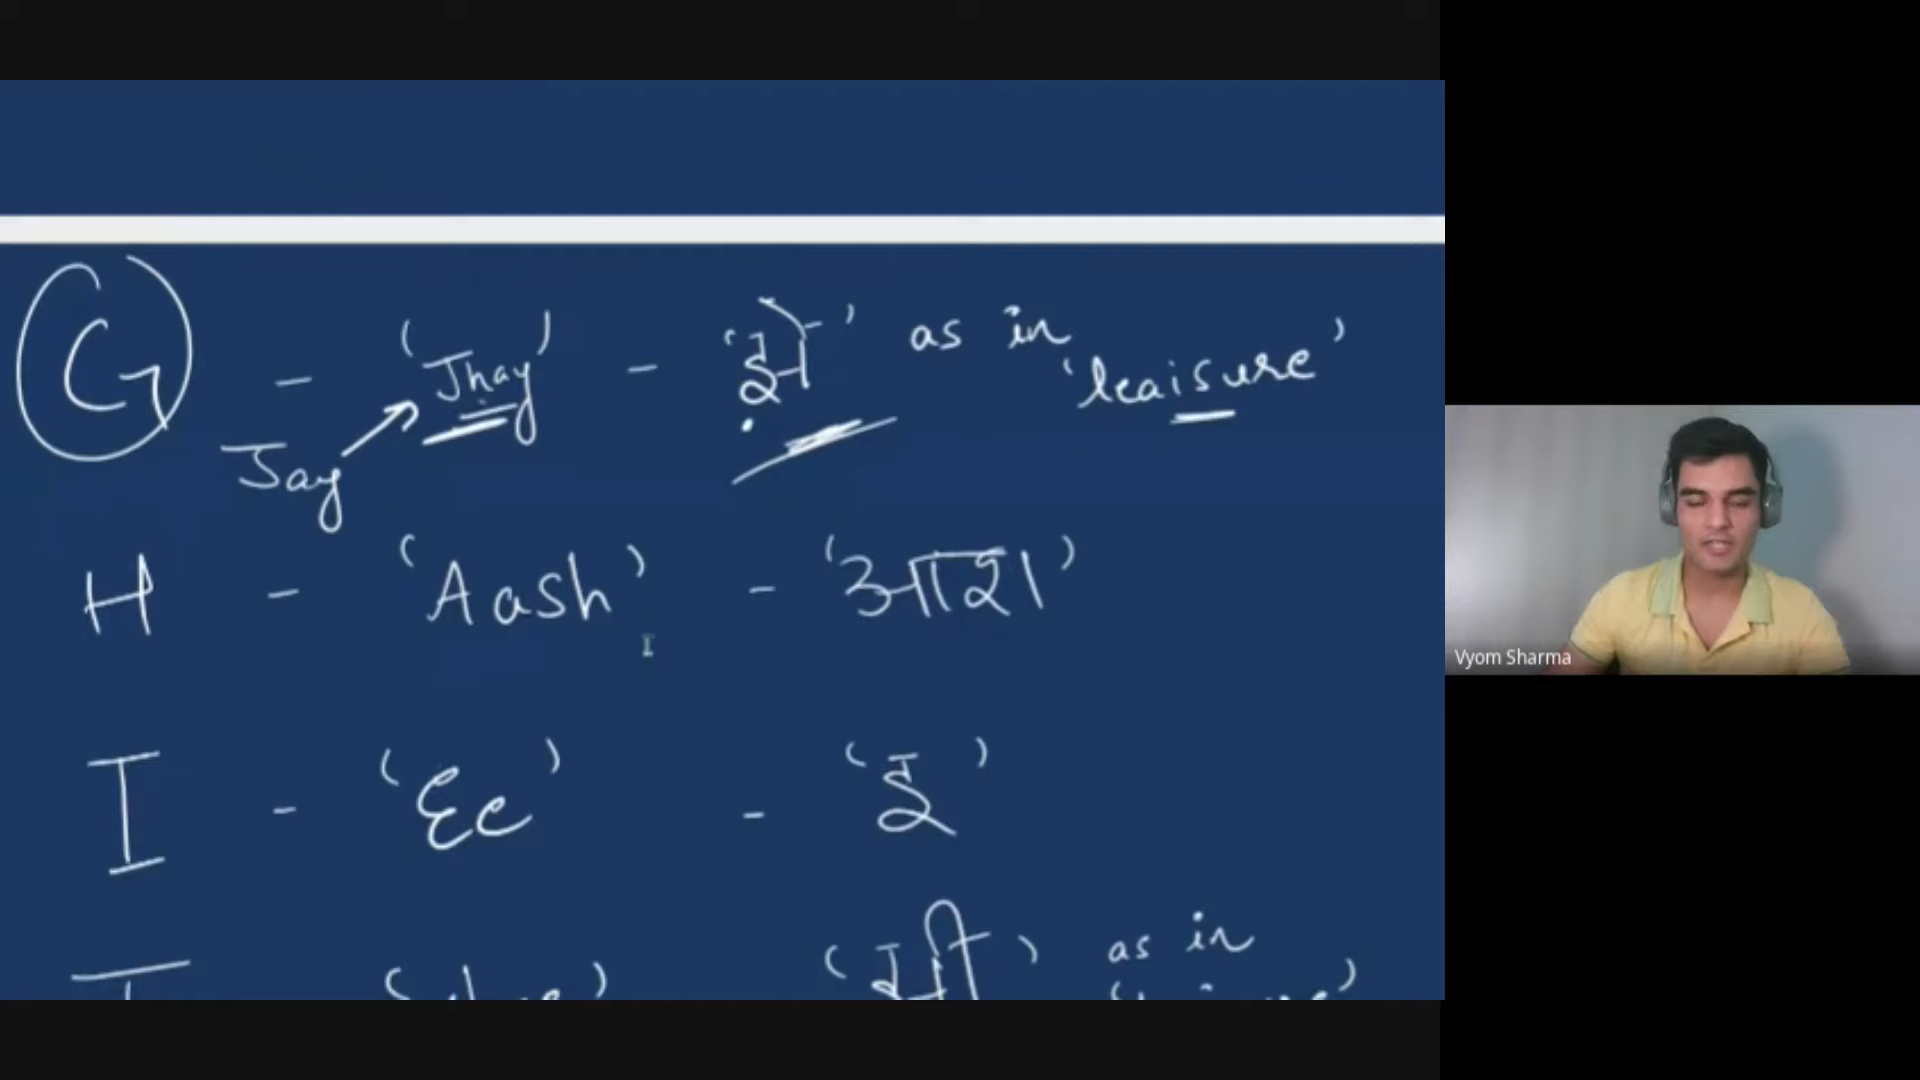 G - 'Jhay' - 'झे' as in 'leaisure'
Jay
H - 'Aash' - 'आश'
I - 'Ee' - 'इ'
as in
Vyom Sharma